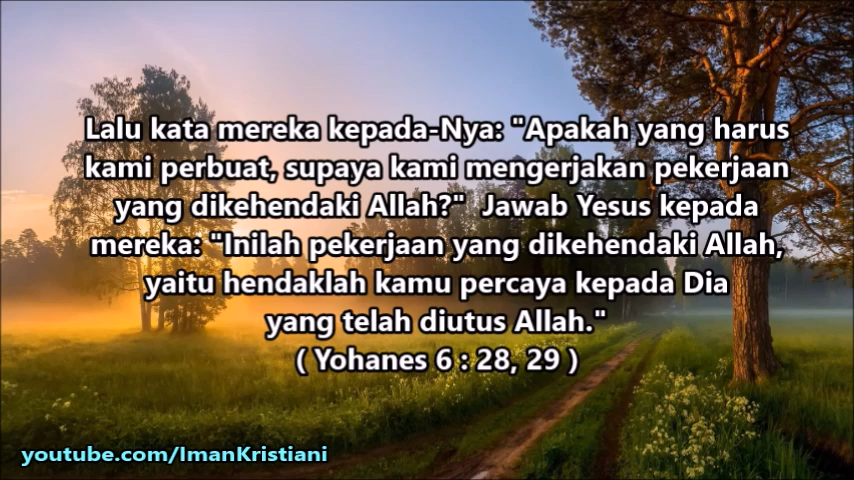 Lalu kata mereka kepada-Nya: "Apakah yang harus
kami perbuat, supaya kami mengerjakan pekerjaan
yang dikehendaki Allah?"  Jawab Yesus kepada
mereka: "Inilah pekerjaan yang dikehendaki Allah,
yaitu hendaklah kamu percaya kepada Dia
yang telah diutus Allah."
( Yohanes 6 : 28, 29 )
youtube.com/ImanKristiani